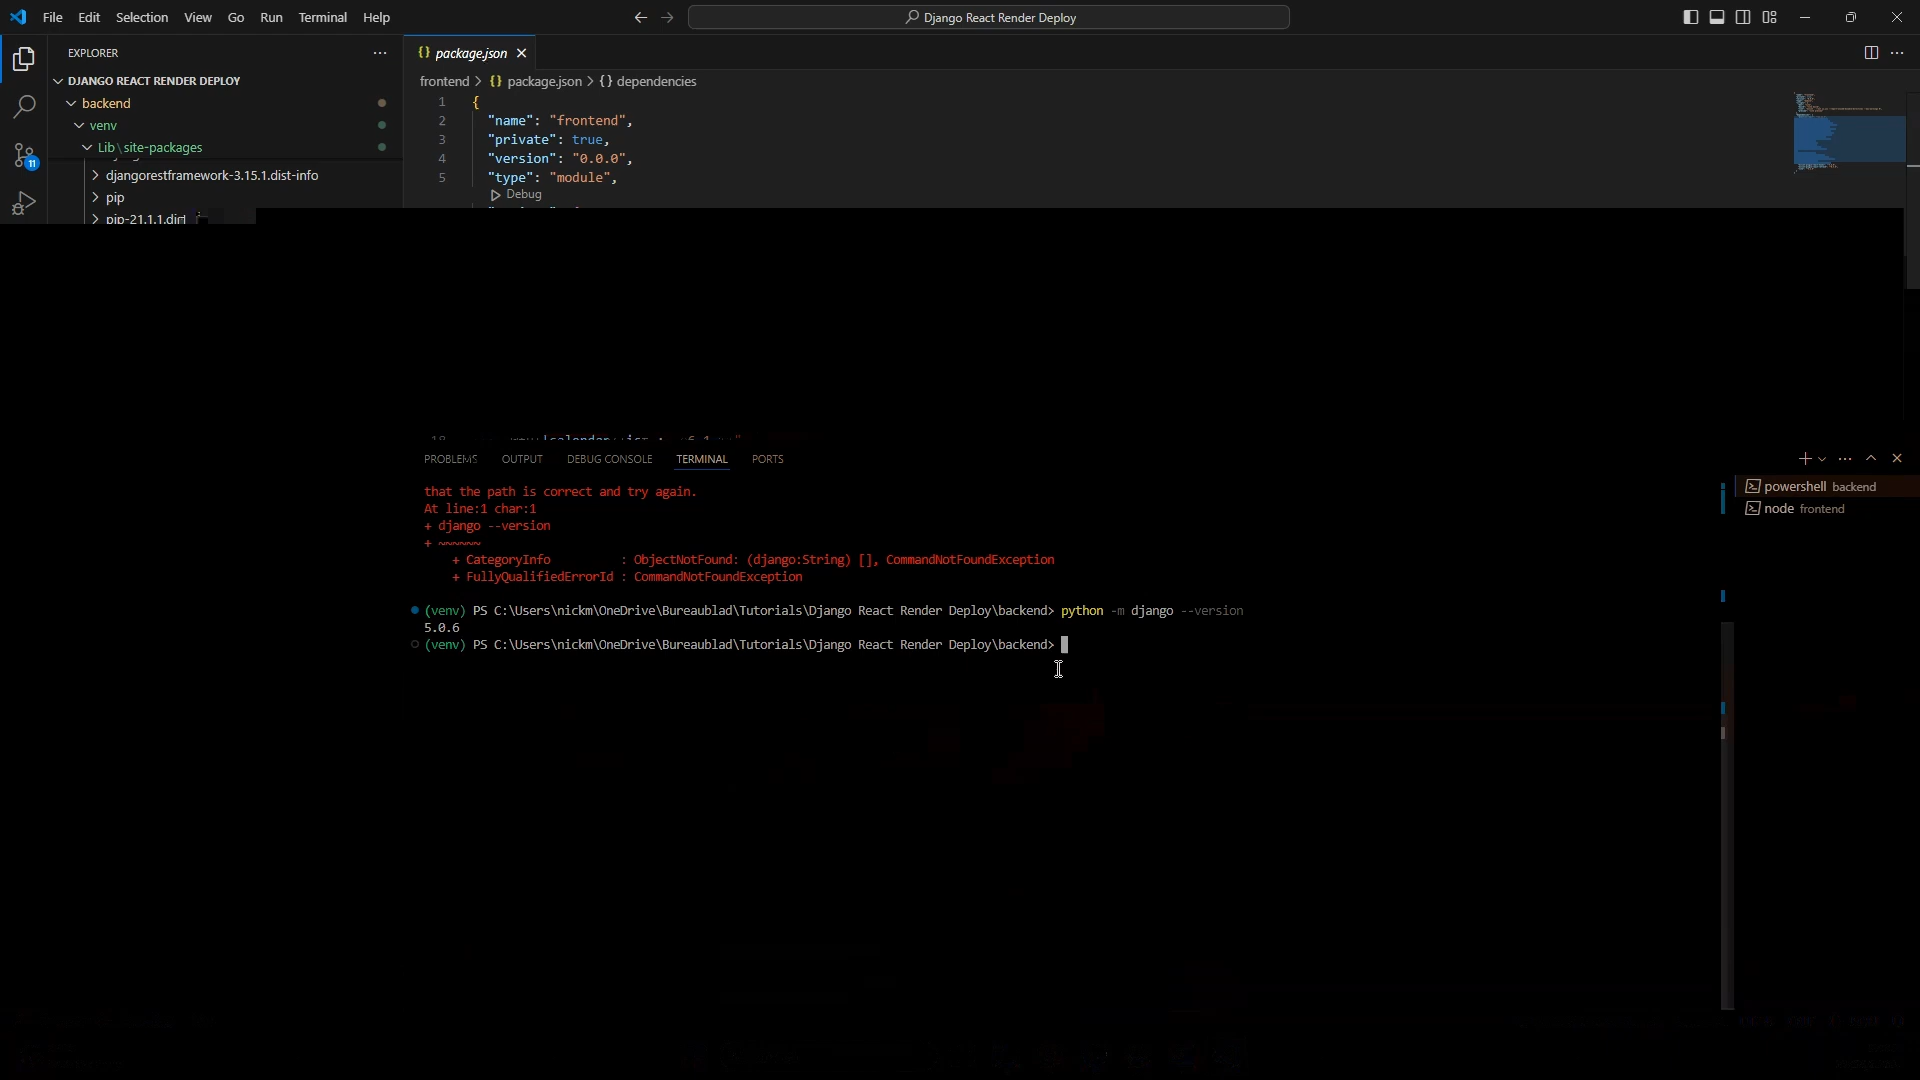 File Edit Selection View Go Run Terminal Help
Django React Render Deploy
EXPLORER
DJANGO REACT RENDER DEPLOY
backend
venv
Lib\site-packages
djangorestframework-3.15.1.dist-info
pip
11
package.json
frontend > {} package.json > {} dependencies
1 {
2 "name": "frontend",
3 "private": true,
4 "version": "0.0.0",
5 "type": "module",
Debug
PROBLEMS OUTPUT DEBUG CONSOLE TERMINAL PORTS
that the path is correct and try again.
At line:1 char:1
+ django --version
+ ~~~~~~
+ CategoryInfo : ObjectNotFound: (django:String) [], CommandNotFoundException
+ FullyQualifiedErrorId : CommandNotFoundException
(venv) PS C:\Users\nickm\OneDrive\Bureaublad\Tutorials\Django React Render Deploy\backend> python -m django --version
5.0.6
(venv) PS C:\Users\nickm\OneDrive\Bureaublad\Tutorials\Django React Render Deploy\backend>
powershell backend
node frontend